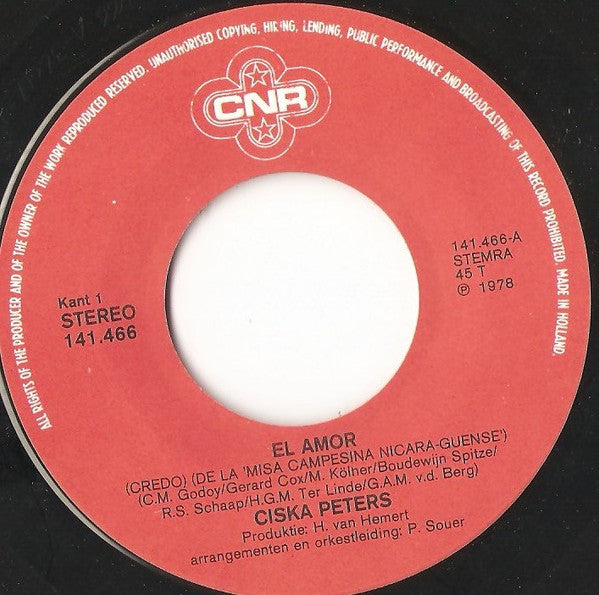 ALL RIGHTS OF THE PRODUCER AND OF THE OWNER OF THE WORK REPRODUCED RESERVED. UNAUTHORISED COPYING, HIRING, LENDING, PUBLIC PERFORMANCE AND BROADCASTING OF THIS RECORD PROHIBITED. MADE IN HOLLAND.
CNR
Kant 1
STEREO
141.466
141.466-A
STEMRA
45 T
℗ 1978
EL AMOR
(CREDO) (DE LA 'MISA CAMPESINA NICARA-GUENSE')
(C.M. Godoy/Gerard Cox/M. Kölher/Boudewijn Spitze/
R.S. Schaap/H.G.M. Ter Linde/G.A.M. v.d. Berg)
CISKA PETERS
Produktie: H. van Hemert
arrangementen en orkestleiding: P. Souer